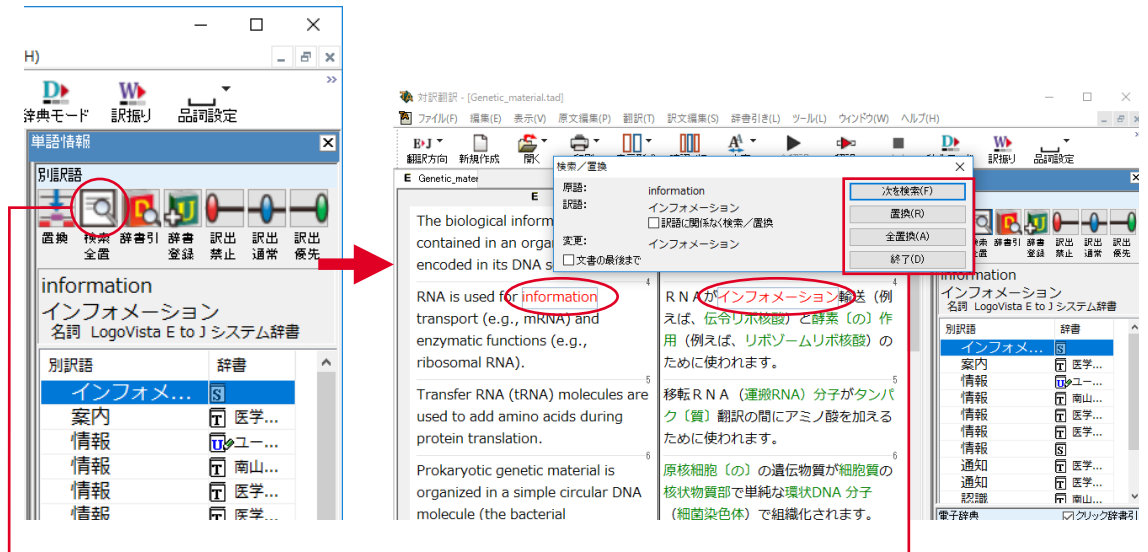 H)
辞典モード 訳振り 品詞設定
単語情報
別訳語
置換 検索全置 辞書引 辞書登録 訳出禁止 訳出通常 訳出優先
information
インフォメーション
名詞 LogoVista E to J システム辞書
別訳語 辞書
インフォメ... S
案内 T 医学...
情報 U ユー...
情報 T 南山...
情報 T 医学...
情報 T 医学...
対訳翻訳 - [Genetic_material.tad]
ファイル(F) 編集(E) 表示(V) 原文編集(P) 翻訳(T) 訳文編集(S) 辞書引き(L) ツール(L) ウインドウ(W) ヘルプ(H)
E▸J D W
翻訳方向 新規作成 開く 訳振り 品詞設定
E Genetic_mater
E
検索／置換
原語: information
訳語: インフォメーション
訳語に関係なく検索／置換
変更: インフォメーション
文書の最後まで
次を検索(F)
置換(R)
全置換(A)
終了(D)
The biological inform
contained in an orga
encoded in its DNA s
4
RNA is used for information
transport (e.g., mRNA) and
enzymatic functions (e.g.,
ribosomal RNA).
5
Transfer RNA (tRNA) molecules are
used to add amino acids during
protein translation.
6
Prokaryotic genetic material is
organized in a simple circular DNA
molecule (the bacterial
4
ＲＮＡがインフォメーション輸送（例
えば、伝令リボ核酸）と酵素〔の〕作
用（例えば、リボゾームリボ核酸）の
ために使われます。
5
移転ＲＮＡ（運搬RNA）分子がタンパ
ク〔質〕翻訳の間にアミノ酸を加える
ために使われます。
6
原核細胞〔の〕の遺伝物質が細胞質の
核状物質部で単純な環状DNA 分子
（細菌染色体）で組織化されます。
辞書引 辞書登録 訳出禁止 訳出通常 訳出優先
information
インフォメーション
名詞 LogoVista E to J システム辞書
別訳語 辞書
インフォメ... S
案内 T 医学...
情報 U ユー...
情報 T 南山...
情報 T 医学...
情報 T 医学...
情報 S
通知 T 医学...
通知 T 医学...
認識 T 南山...
電子辞典 クリック辞書引